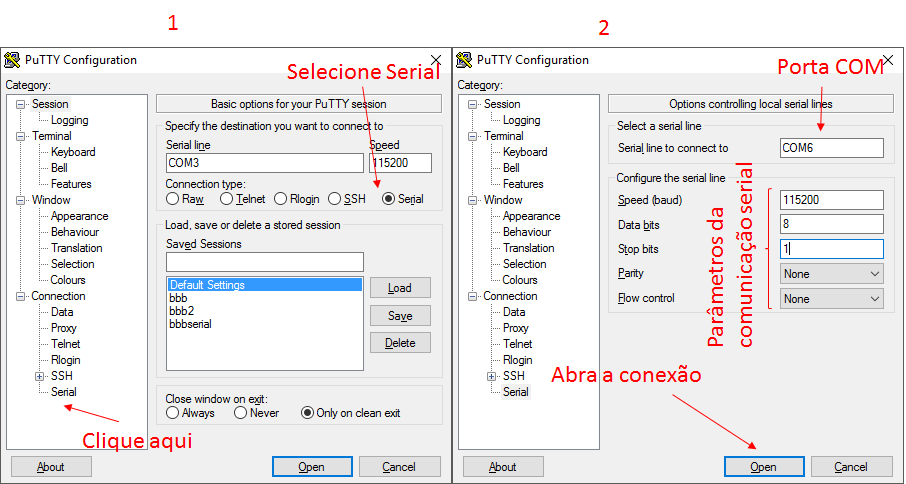 1
PuTTY Configuration
Selecione Serial
Category:
Session
Logging
Terminal
Keyboard
Bell
Features
Window
Appearance
Behaviour
Translation
Selection
Colours
Connection
Data
Proxy
Telnet
Rlogin
SSH
Serial
Clique aqui
Basic options for your PuTTY session
Specify the destination you want to connect to
Serial line Speed
COM3 115200
Connection type:
Raw Telnet Rlogin SSH Serial
Load, save or delete a stored session
Saved Sessions
Default Settings
bbb
bbb2
bbbserial
Load
Save
Delete
Close window on exit:
Always Never Only on clean exit
About Open Cancel
2
PuTTY Configuration
Porta COM
Category:
Session
Logging
Terminal
Keyboard
Bell
Features
Window
Appearance
Behaviour
Translation
Selection
Colours
Connection
Data
Proxy
Telnet
Rlogin
SSH
Serial
Options controlling local serial lines
Select a serial line
Serial line to connect to COM6
Configure the serial line
Speed (baud) 115200
Data bits 8
Stop bits 1
Parity None
Flow control None
Parâmetros da
comunicação serial
Abra a conexão
About Open Cancel